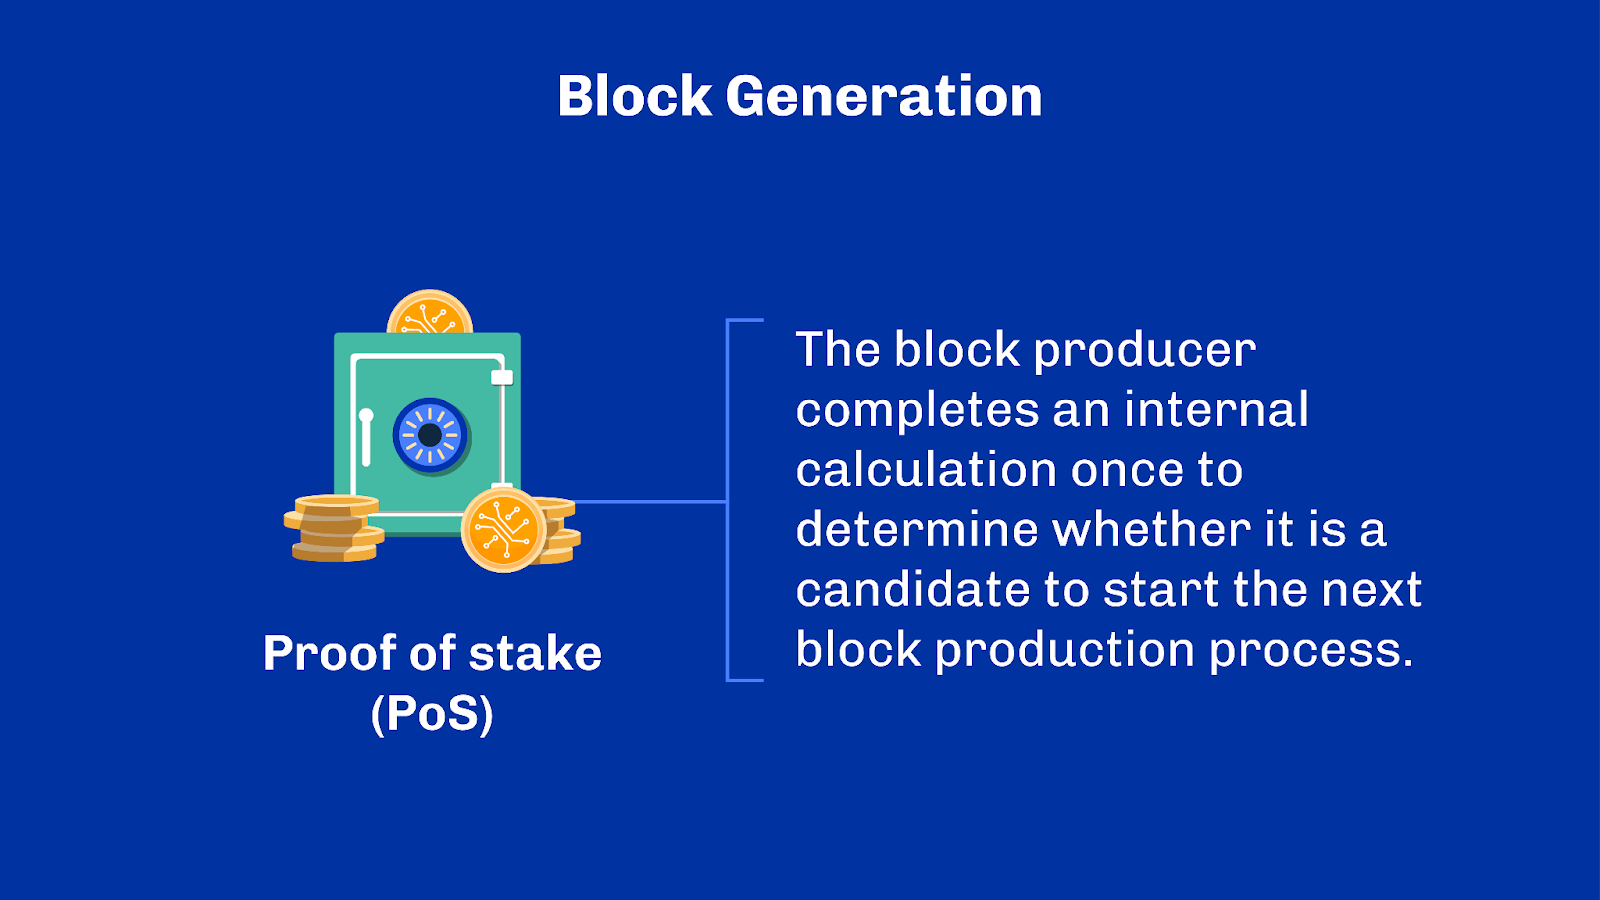 Block Generation
The block producer
completes an internal
calculation once to
determine whether it is a
candidate to start the next
block production process.
Proof of stake
(PoS)